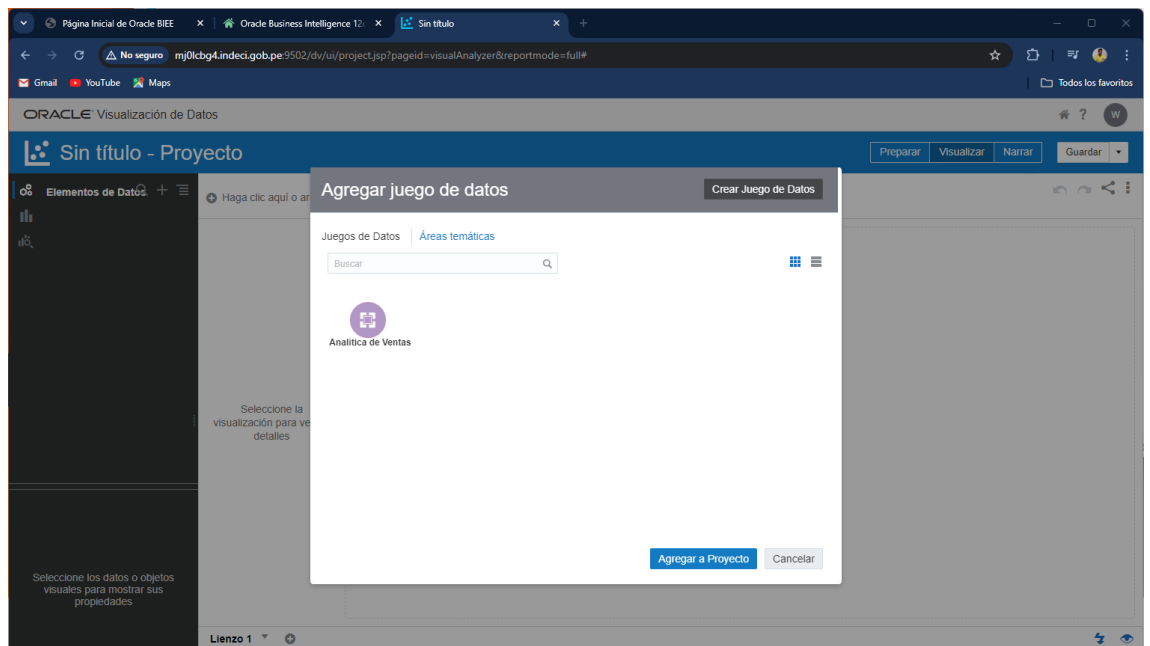 Página Inicial de Oracle BIEE
Oracle Business Intelligence 12c
Sin título
No seguro mj0lcbg4.indeci.gob.pe:9502/dv/ui/project.jsp?pageid=visualAnalyzer&reportmode=full#
Gmail YouTube Maps Todos los favoritos
ORACLE Visualización de Datos ? W
Sin título - Proyecto Preparar Visualizar Narrar Guardar
Elementos de Datos
Haga clic aquí o ar
Agregar juego de datos Crear Juego de Datos
Juegos de Datos Áreas temáticas
Buscar
Analítica de Ventas
Seleccione la
visualización para ve
detalles
Agregar a Proyecto Cancelar
Seleccione los datos o objetos
visuales para mostrar sus
propiedades
Lienzo 1